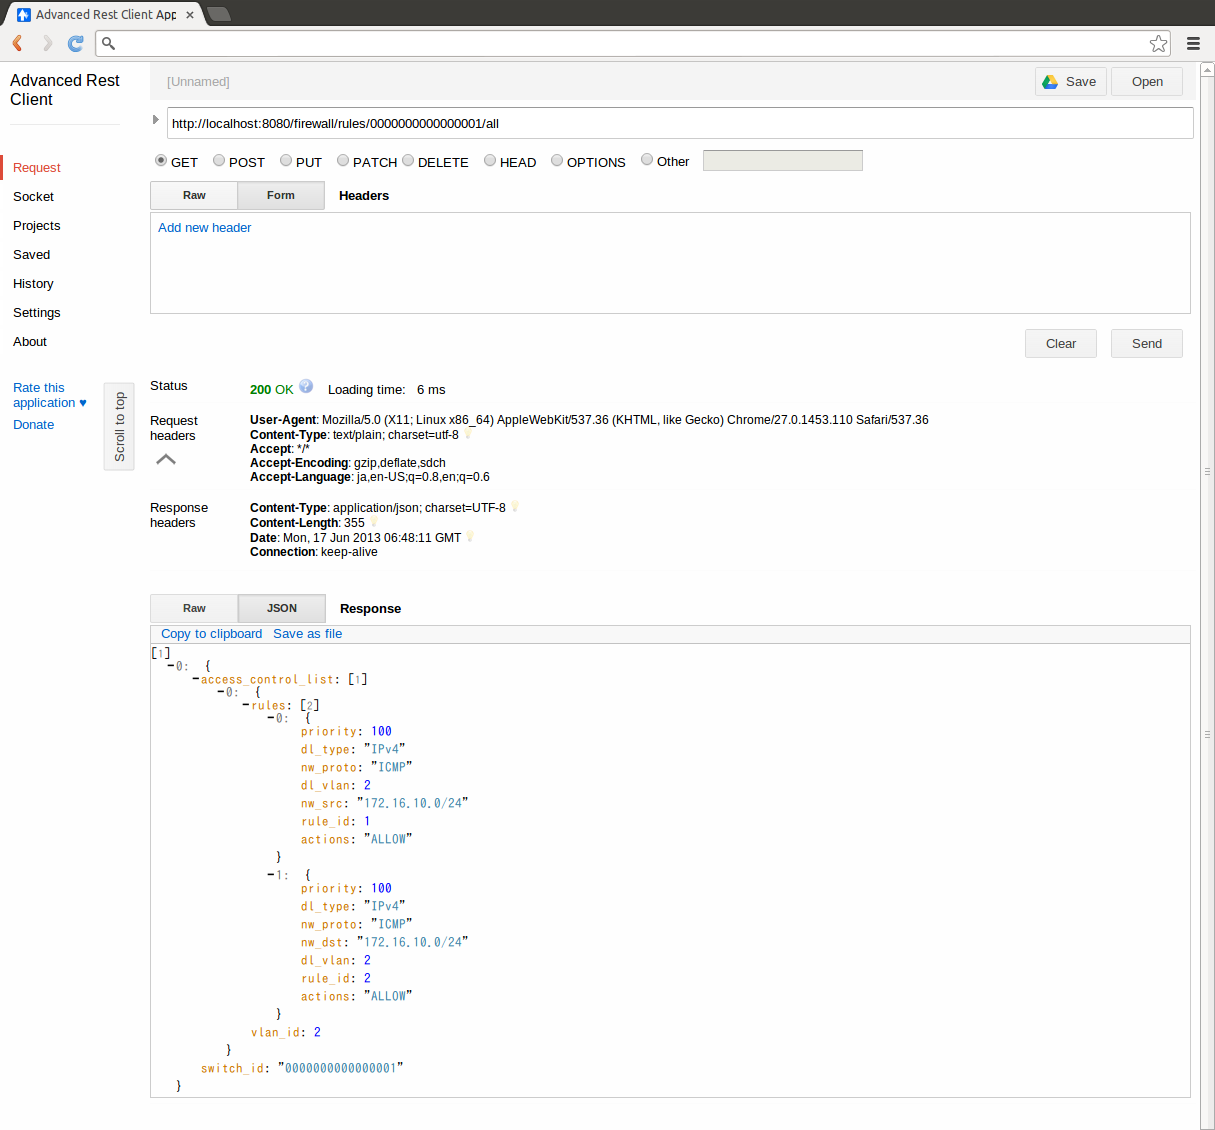 Advanced Rest Client App
Advanced Rest
Client
[Unnamed]
Save
Open
http://localhost:8080/firewall/rules/0000000000000001/all
GET POST PUT PATCH DELETE HEAD OPTIONS Other
Raw Form Headers
Add new header
Request
Socket
Projects
Saved
History
Settings
About
Rate this
application ♥
Donate
Scroll to top
Clear Send
Status
200 OK Loading time: 6 ms
Request
headers
User-Agent: Mozilla/5.0 (X11; Linux x86_64) AppleWebKit/537.36 (KHTML, like Gecko) Chrome/27.0.1453.110 Safari/537.36
Content-Type: text/plain; charset=utf-8
Accept: */*
Accept-Encoding: gzip,deflate,sdch
Accept-Language: ja,en-US;q=0.8,en;q=0.6
Response
headers
Content-Type: application/json; charset=UTF-8
Content-Length: 355
Date: Mon, 17 Jun 2013 06:48:11 GMT
Connection: keep-alive
Raw JSON Response
Copy to clipboard Save as file
[1]
-0: {
-access_control_list: [1]
-0: {
-rules: [2]
-0: {
priority: 100
dl_type: "IPv4"
nw_proto: "ICMP"
dl_vlan: 2
nw_src: "172.16.10.0/24"
rule_id: 1
actions: "ALLOW"
}
-1: {
priority: 100
dl_type: "IPv4"
nw_proto: "ICMP"
nw_dst: "172.16.10.0/24"
dl_vlan: 2
rule_id: 2
actions: "ALLOW"
}
vlan_id: 2
}
switch_id: "0000000000000001"
}